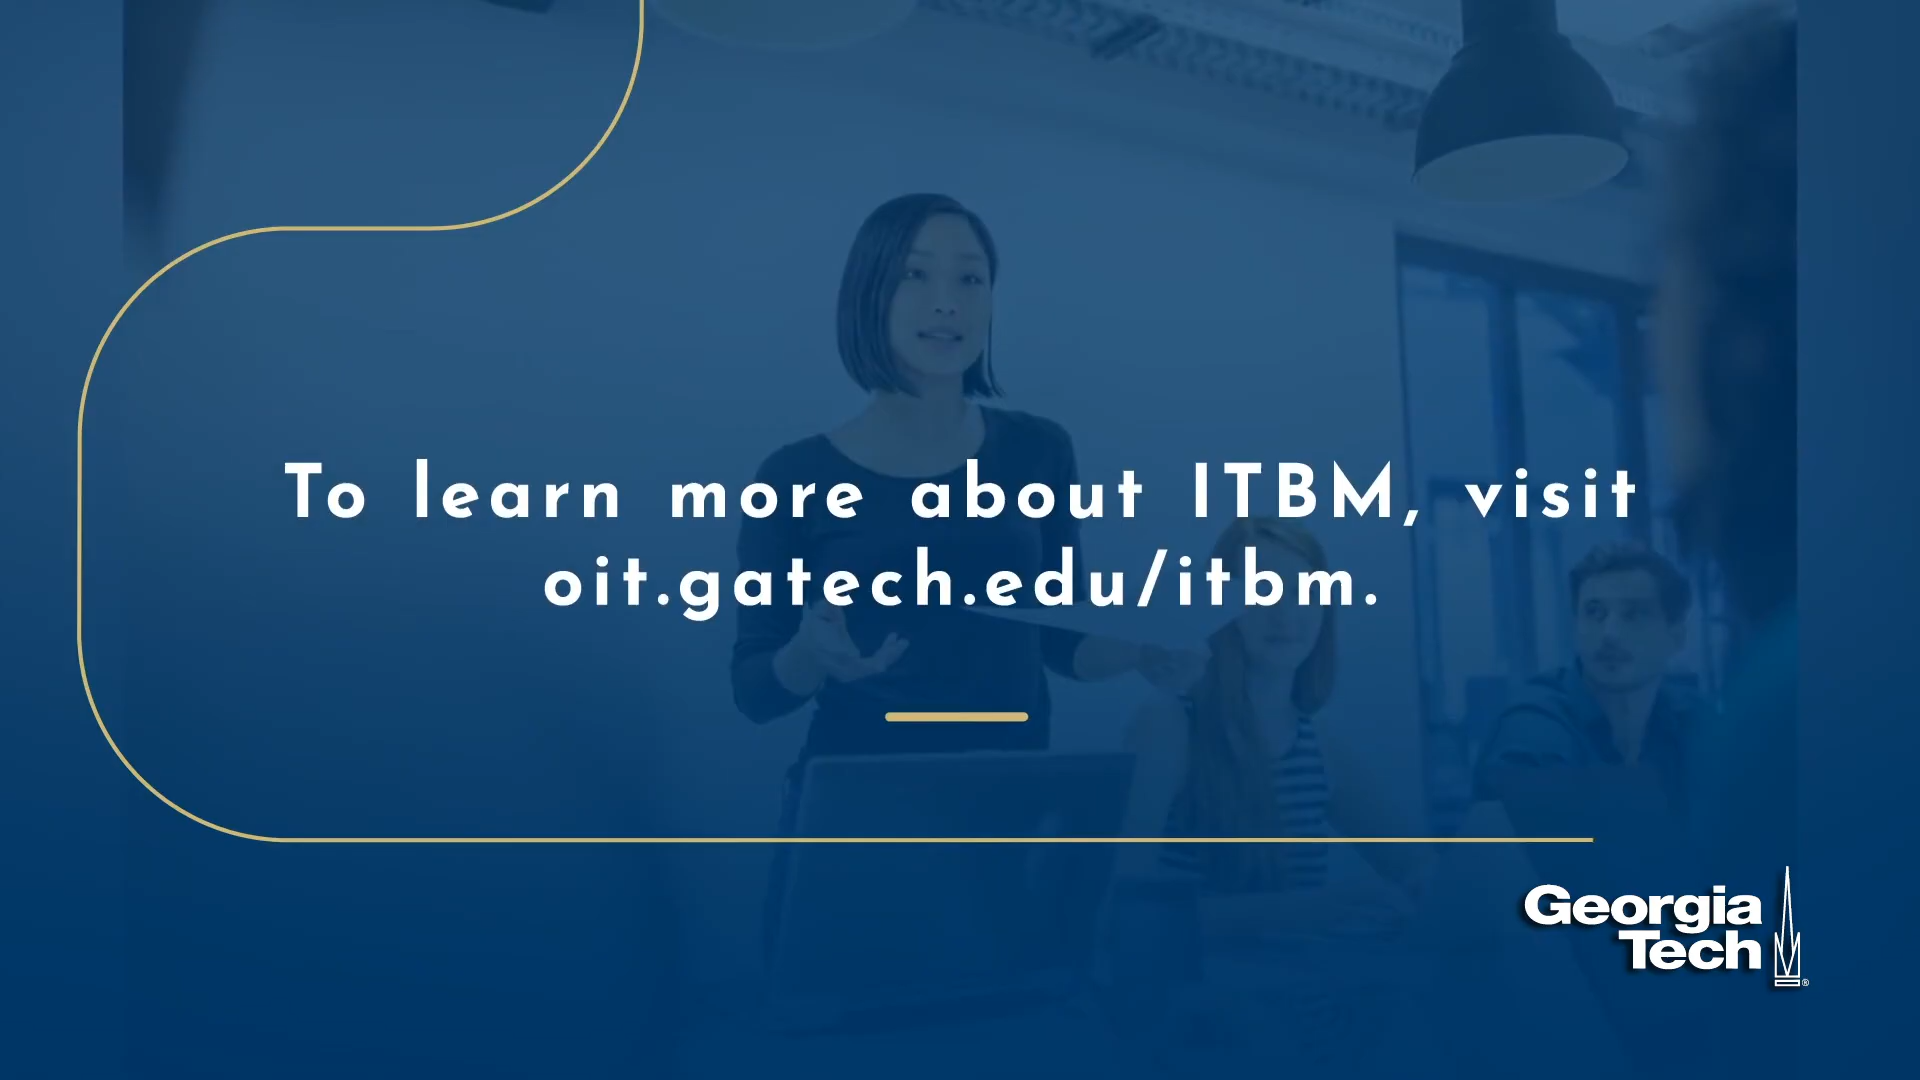 To learn more about ITBM, visit
oit.gatech.edu/itbm.
Georgia
Tech
®